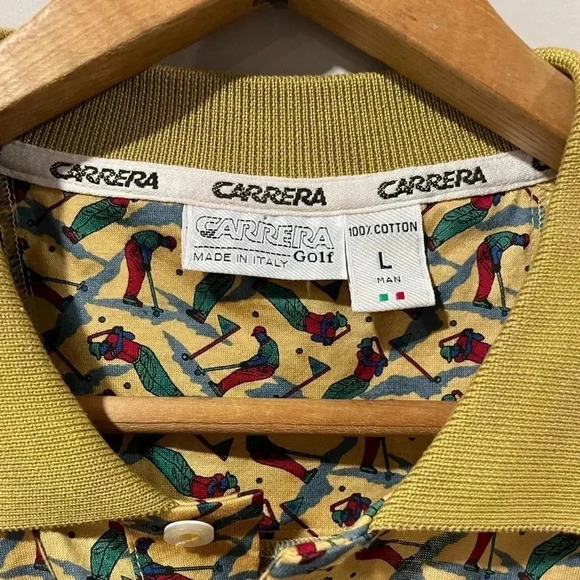 CARRERA CARRERA CARRERA
CARRERA
Golf
MADE IN ITALY
100% COTTON
L
MAN